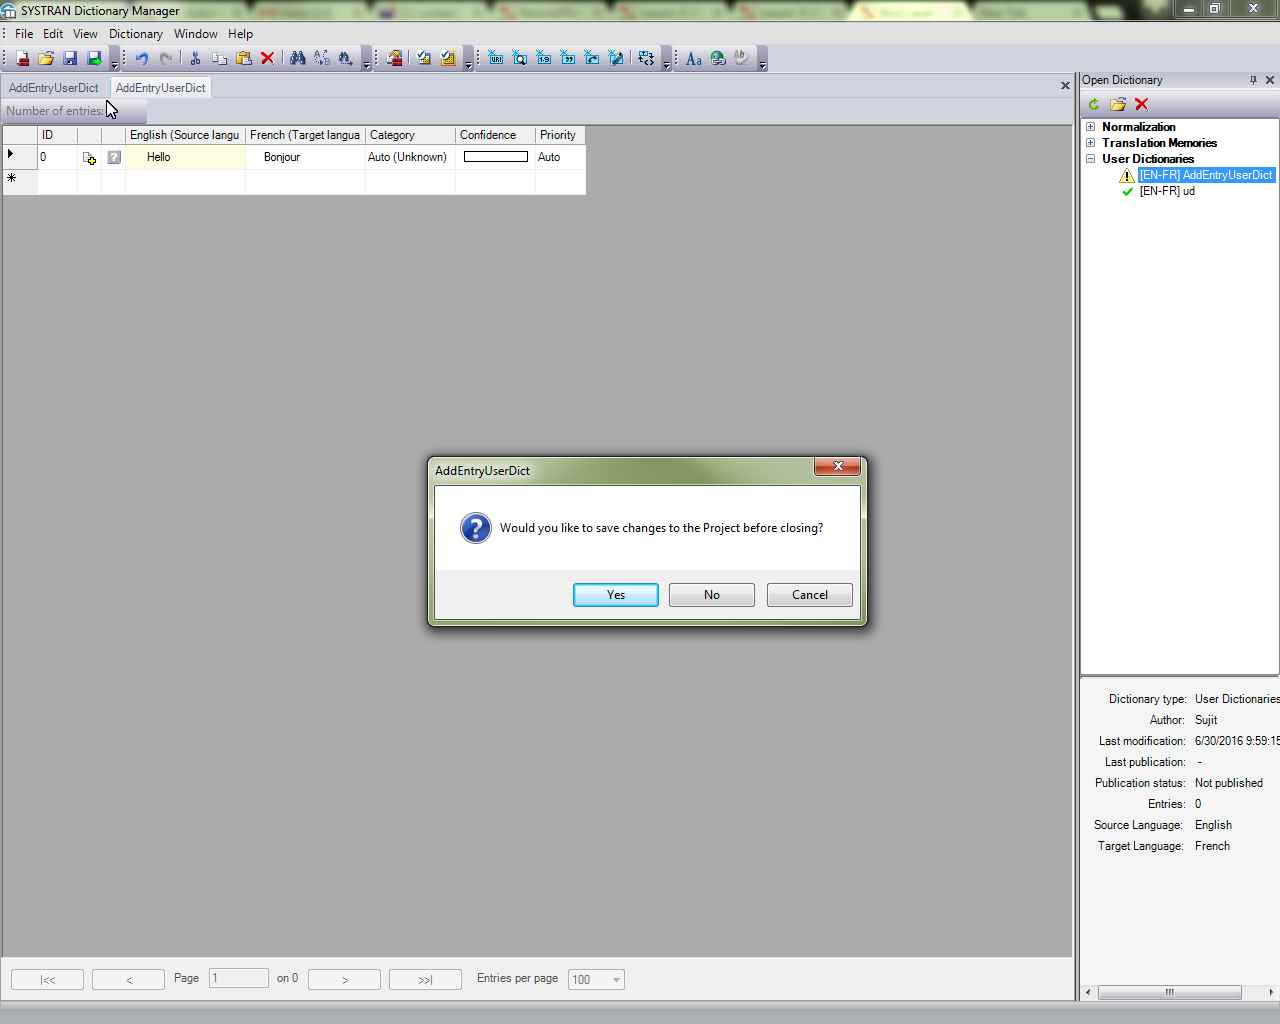 SYSTRAN Dictionary Manager
File Edit View Dictionary Window Help
AddEntryUserDict AddEntryUserDict
Number of entries:
ID English (Source langu French (Target langua Category Confidence Priority
0 Hello Bonjour Auto (Unknown) Auto
Open Dictionary
Normalization
Translation Memories
User Dictionaries
[EN-FR] AddEntryUserDict
[EN-FR] ud
AddEntryUserDict
Would you like to save changes to the Project before closing?
Yes No Cancel
Dictionary type: User Dictionaries
Author: Sujit
Last modification: 6/30/2016 9:59:15
Last publication: -
Publication status: Not published
Entries: 0
Source Language: English
Target Language: French
|<< < Page 1 on 0 > >>| Entries per page 100